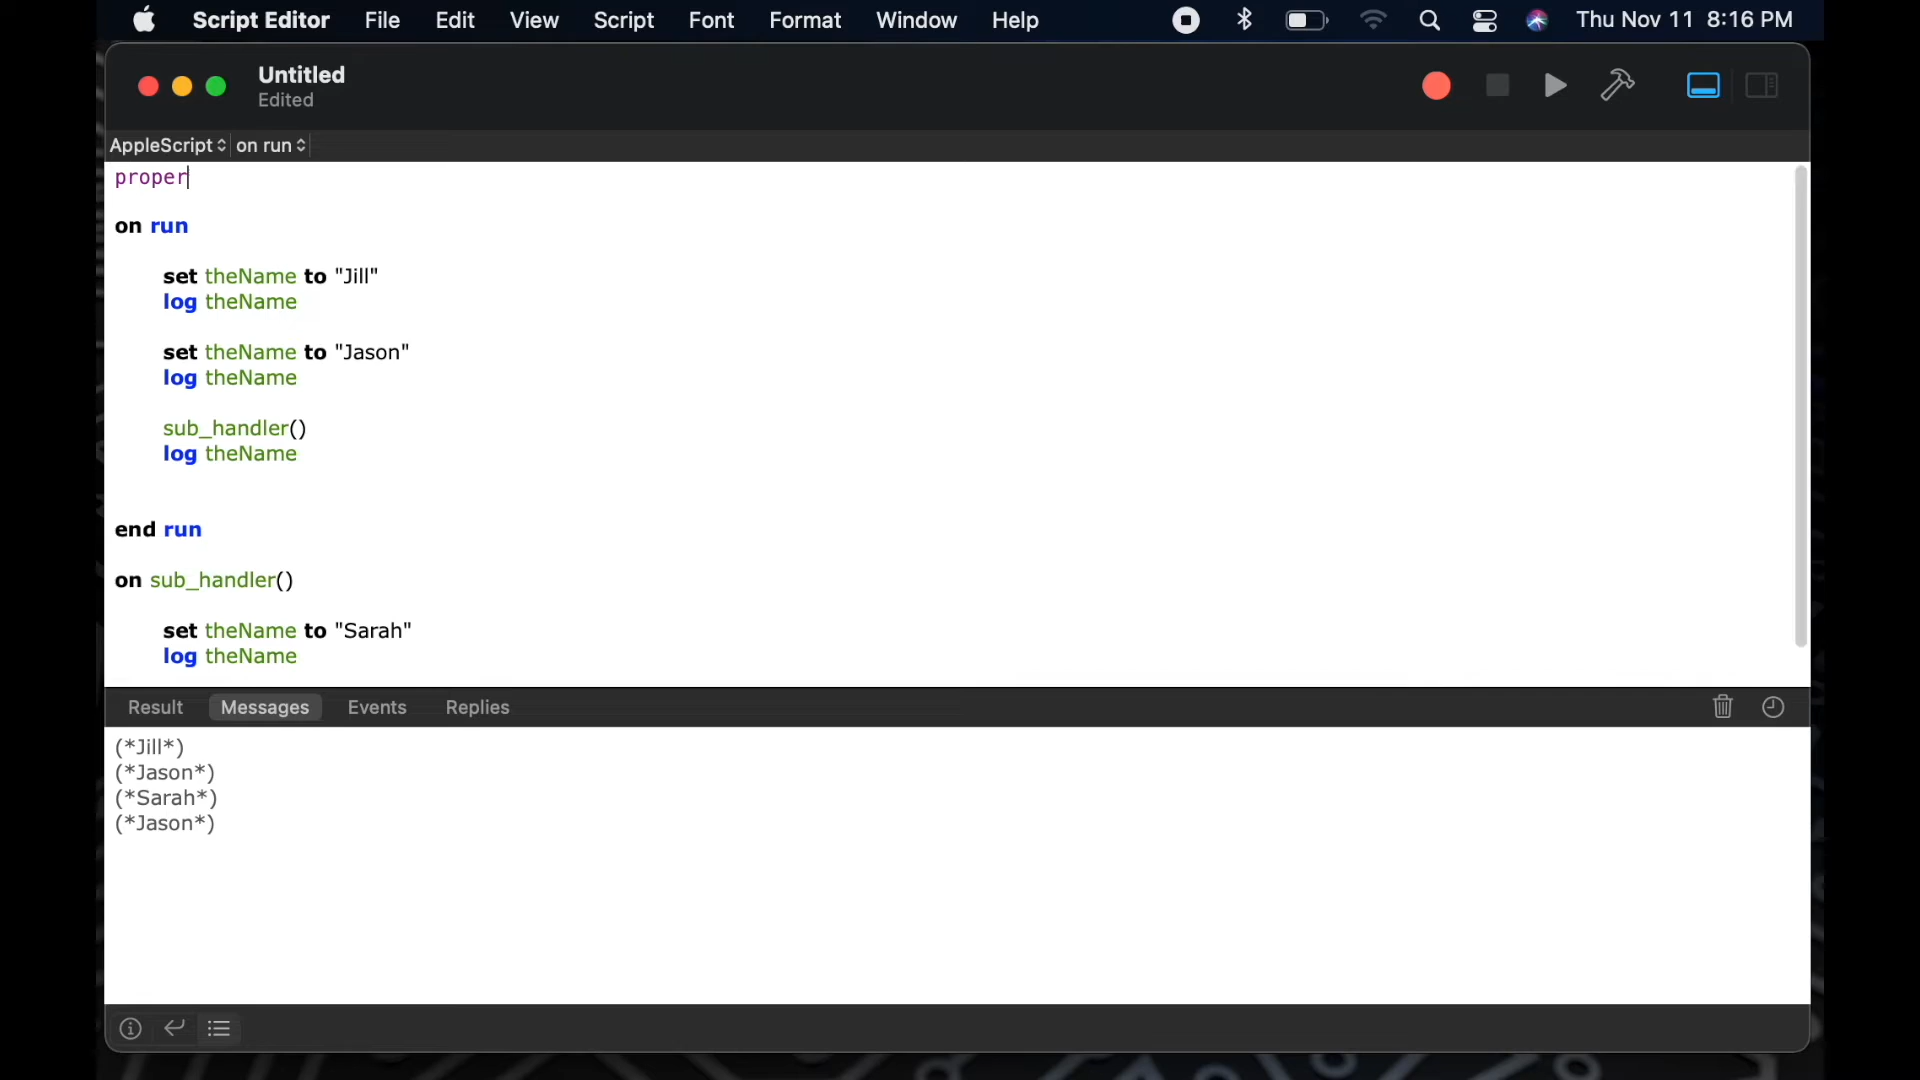 Script Editor File Edit View Script Font Format Window Help Thu Nov 11 8:16 PM
Untitled
Edited
AppleScript on run
proper
on run
set theName to "Jill"
log theName
set theName to "Jason"
log theName
sub_handler()
log theName
end run
on sub_handler()
set theName to "Sarah"
log theName
Result Messages Events Replies
(*Jill*)
(*Jason*)
(*Sarah*)
(*Jason*)